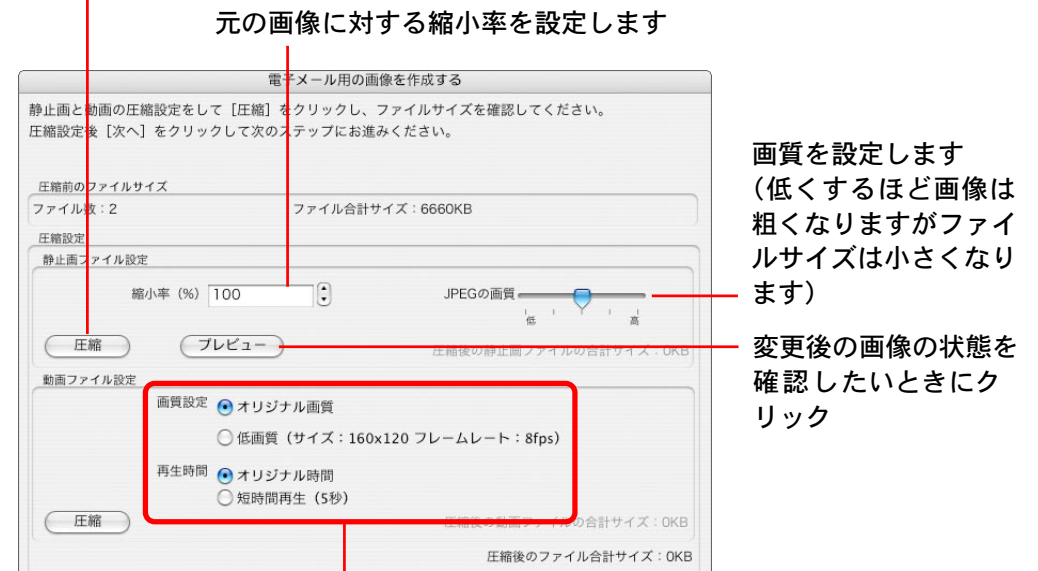 元の画像に対する縮小率を設定します
電子メール用の画像を作成する
静止画と動画の圧縮設定をして［圧縮］をクリックし、ファイルサイズを確認してください。
圧縮設定後［次へ］をクリックして次のステップにお進みください。
圧縮前のファイルサイズ
ファイル数：2
ファイル合計サイズ：6660KB
圧縮設定
静止画ファイル設定
縮小率（%） 100
JPEGの画質
低 高
圧縮 プレビュー
圧縮後の静止画ファイルの合計サイズ：0KB
動画ファイル設定
画質設定 オリジナル画質
低画質（サイズ：160x120 フレームレート：8fps）
再生時間 オリジナル時間
短時間再生（5秒）
圧縮
圧縮後の動画ファイルの合計サイズ：0KB
圧縮後のファイル合計サイズ：0KB
画質を設定します
（低くするほど画像は
粗くなりますがファイ
ルサイズは小さくなり
ます）
変更後の画像の状態を
確認したいときにク
リック